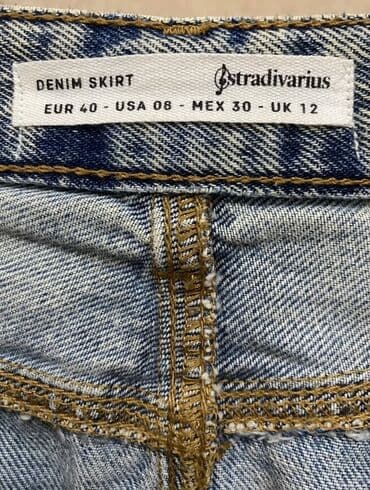 DENIM SKIRT stradivarius
EUR 40 - USA 08 - MEX 30 - UK 12